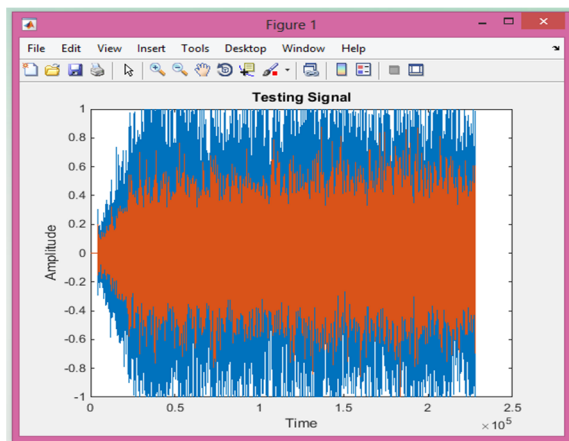 Figure 1
File Edit View Insert Tools Desktop Window Help
Testing Signal
1
0.8
0.6
0.4
0.2
0
-0.2
-0.4
-0.6
-0.8
-1
Amplitude
0 0.5 1 1.5 2 2.5
Time
×10^5